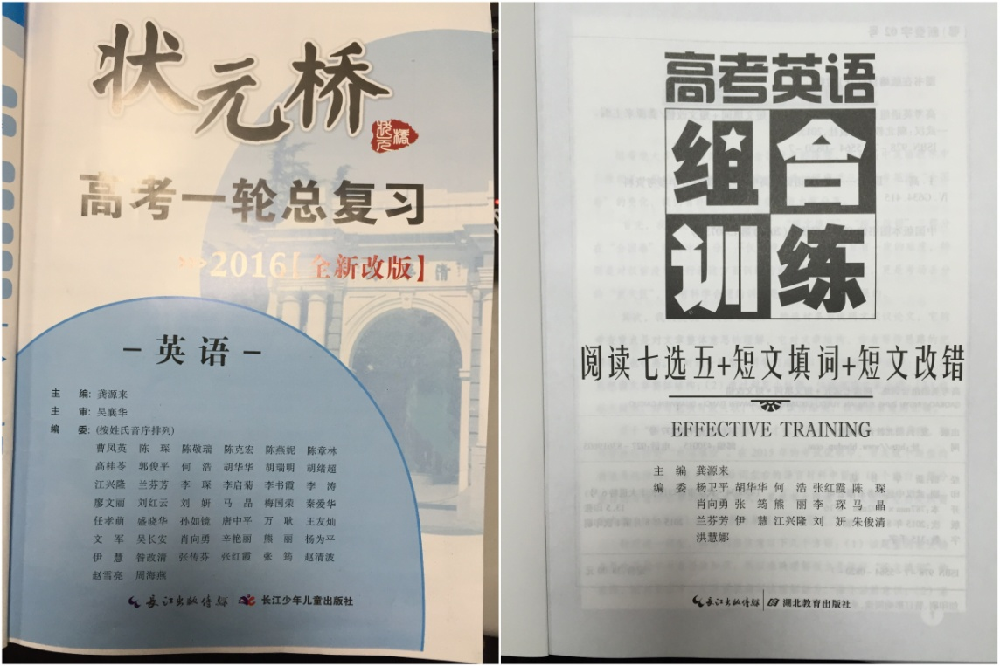 状元桥
状元
橋
高考一轮总复习
>>2016【全新改版】
- 英语 -
主 编: 龚源来
主 审: 吴襄华
编 委: (按姓氏音序排列)
曹凤英 陈 琛 陈敬瑞 陈克宏 陈燕妮 陈章林
高桂苓 郭俊平 何 浩 胡华华 胡瑞明 胡绪超
江兴隆 兰芬芳 李 琛 李启菊 李书霞 李 涛
廖文丽 刘红云 刘 妍 马 晶 梅国荣 秦爱华
任孝萌 盛晓华 孙如镜 唐中平 万 耿 王友灿
文 军 吴长安 肖向勇 辛艳丽 熊 丽 杨为平
伊 慧 昝改清 张传芬 张红霞 张 筠 赵清波
赵雪亮 周海燕
长江出版传媒 长江少年儿童出版社
高考英语
组合
训练
阅读七选五+短文填词+短文改错
EFFECTIVE TRAINING
主 编 龚源来
编 委 杨卫平 胡华华 何 浩 张红霞 陈 琛
肖向勇 张 筠 熊 丽 李 琛 马 晶
兰芬芳 伊 慧 江兴隆 刘 妍 朱俊清
洪慧娜
长江出版传媒 湖北教育出版社